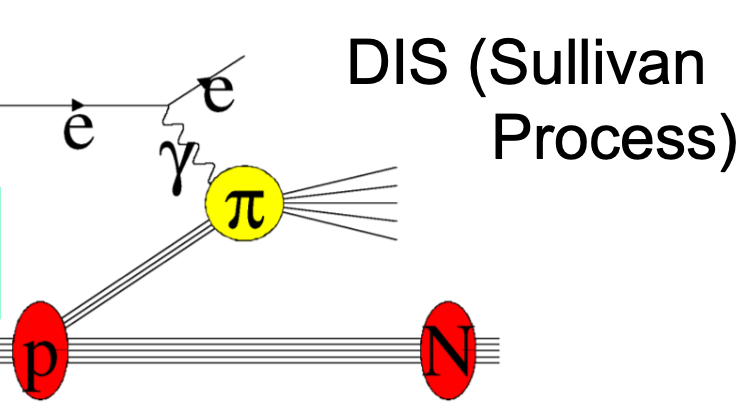 DIS (Sullivan
Process)
e
e
γ
π
p
N